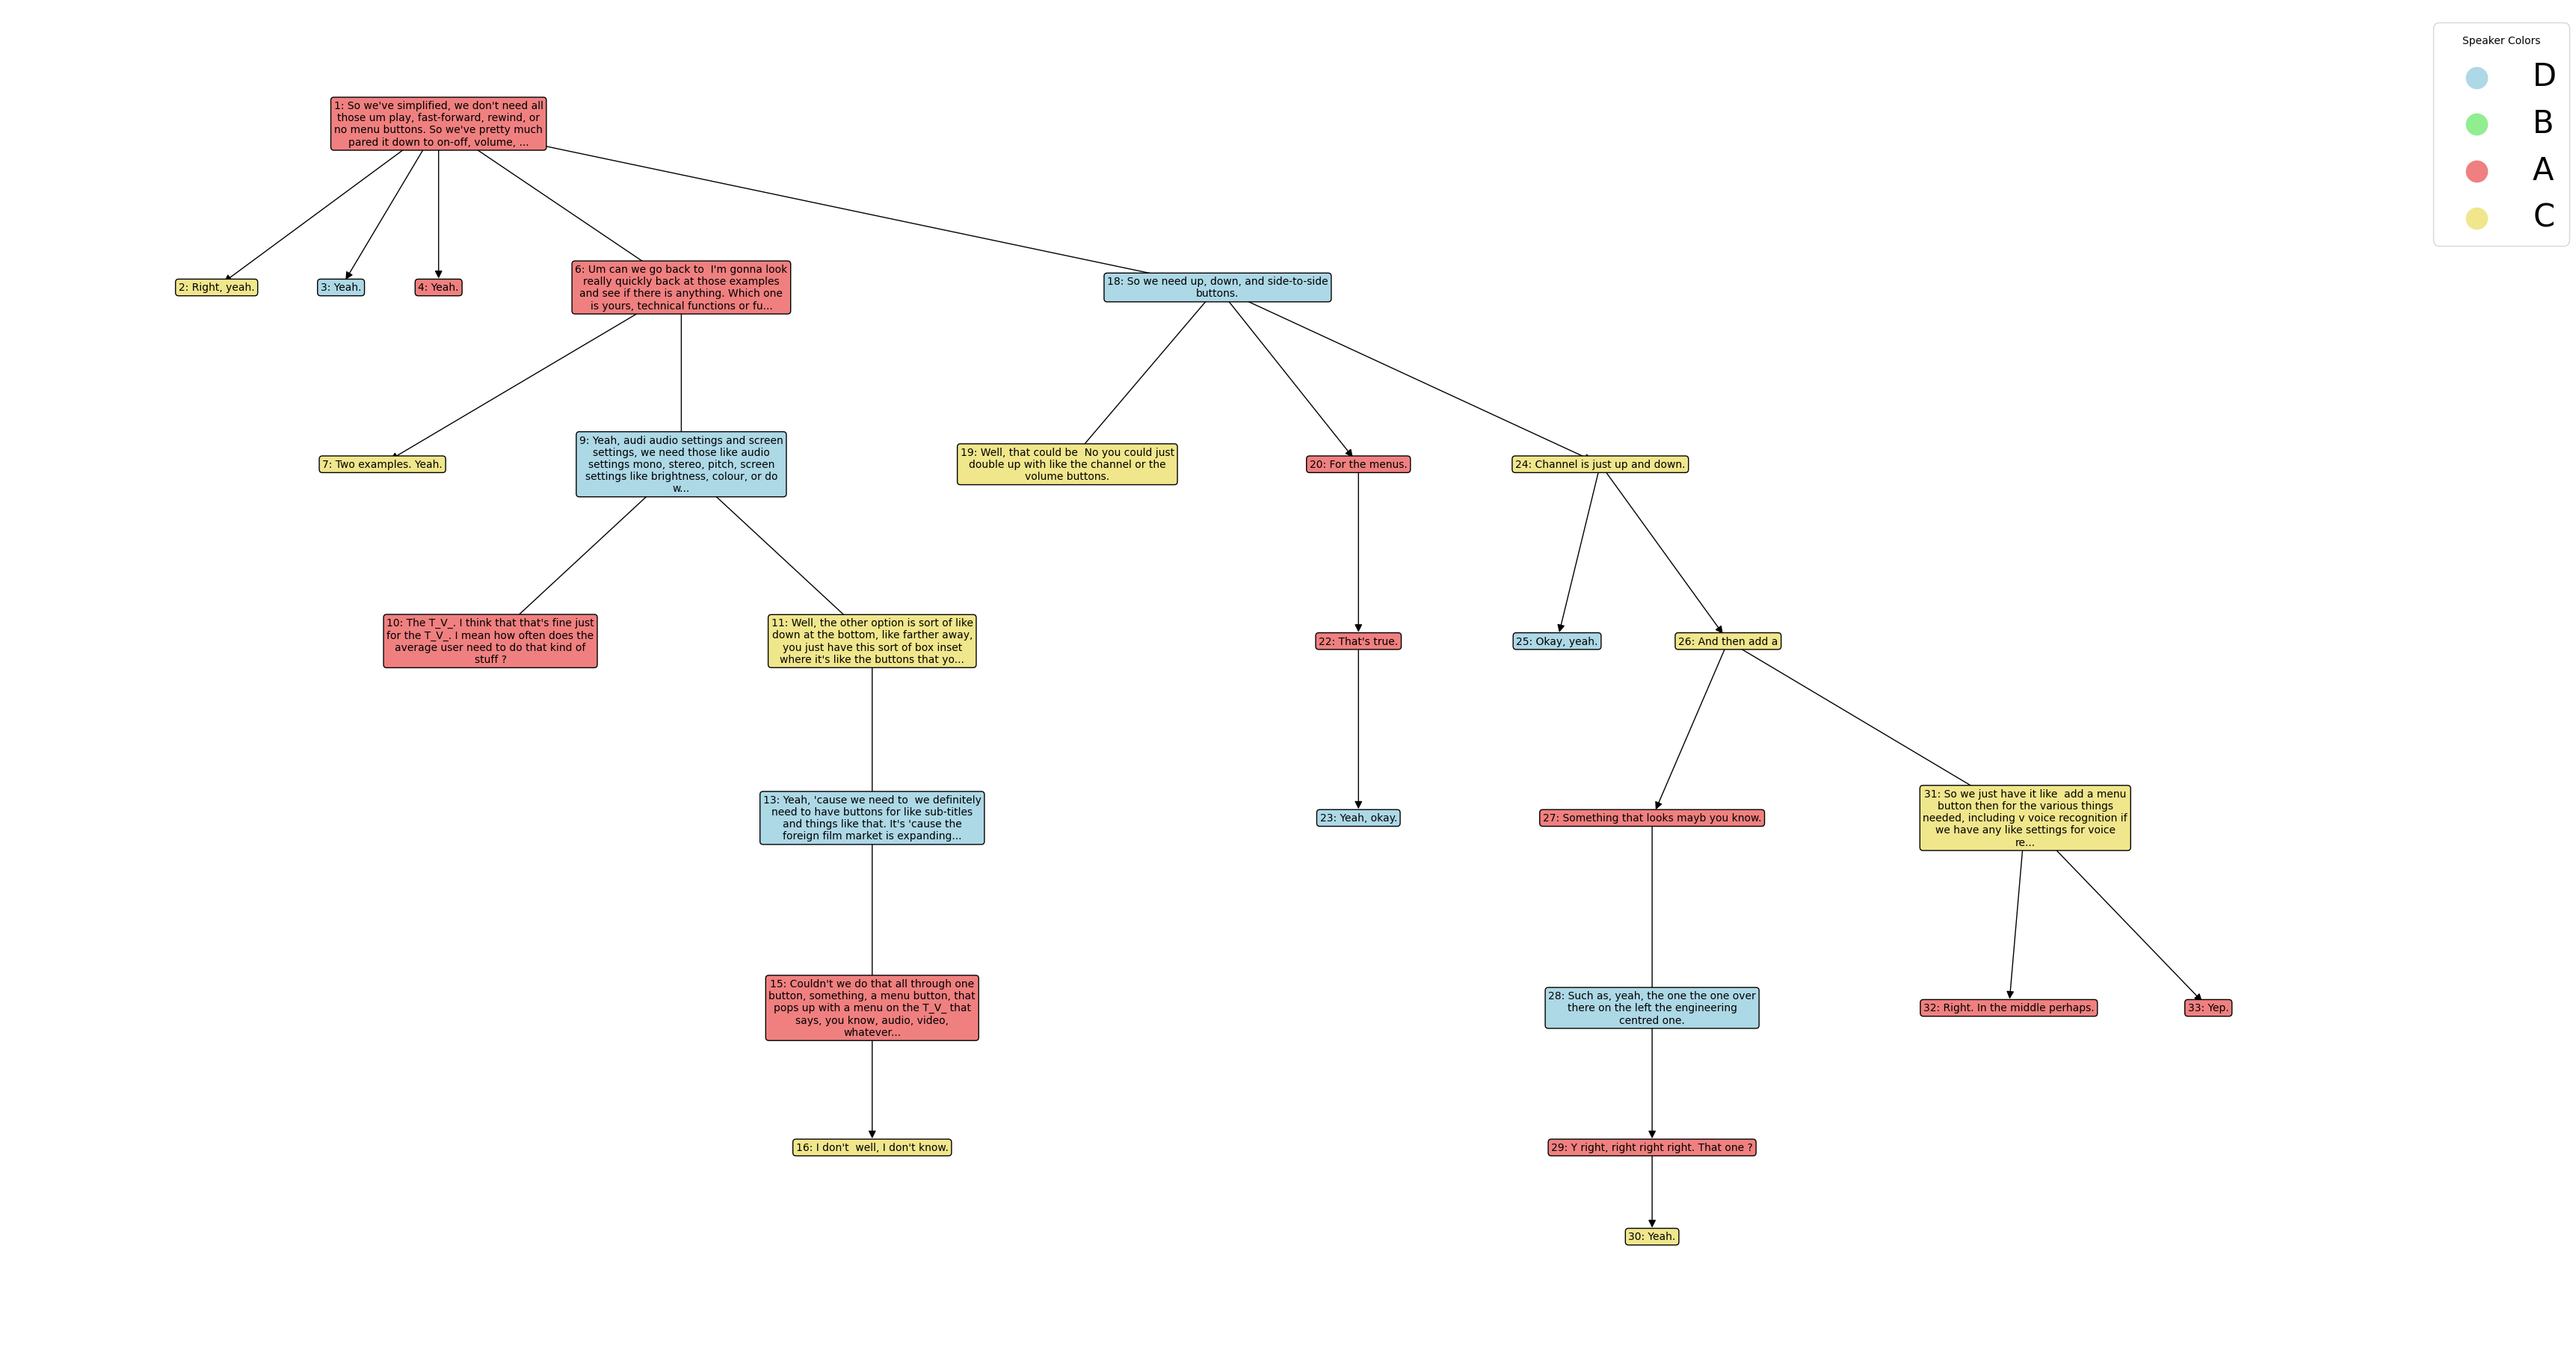 Speaker Colors
D
B
A
C
1: So we've simplified, we don't need all
those um play, fast-forward, rewind, or
no menu buttons. So we've pretty much
pared it down to on-off, volume, ...
2: Right, yeah.
3: Yeah.
4: Yeah.
6: Um can we go back to  I'm gonna look
really quickly back at those examples
and see if there is anything. Which one
is yours, technical functions or fu...
18: So we need up, down, and side-to-side
buttons.
7: Two examples. Yeah.
9: Yeah, audi audio settings and screen
settings, we need those like audio
settings mono, stereo, pitch, screen
settings like brightness, colour, or do
w...
19: Well, that could be  No you could just
double up with like the channel or the
volume buttons.
20: For the menus.
24: Channel is just up and down.
10: The T_V_. I think that that's fine just
for the T_V_. I mean how often does the
average user need to do that kind of
stuff ?
11: Well, the other option is sort of like
down at the bottom, like farther away,
you just have this sort of box inset
where it's like the buttons that yo...
22: That's true.
25: Okay, yeah.
26: And then add a
13: Yeah, 'cause we need to  we definitely
need to have buttons for like sub-titles
and things like that. It's 'cause the
foreign film market is expanding...
23: Yeah, okay.
27: Something that looks mayb you know.
31: So we just have it like  add a menu
button then for the various things
needed, including v voice recognition if
we have any like settings for voice
re...
15: Couldn't we do that all through one
button, something, a menu button, that
pops up with a menu on the T_V_ that
says, you know, audio, video,
whatever...
28: Such as, yeah, the one the one over
there on the left the engineering
centred one.
32: Right. In the middle perhaps.
33: Yep.
16: I don't  well, I don't know.
29: Y right, right right right. That one ?
30: Yeah.